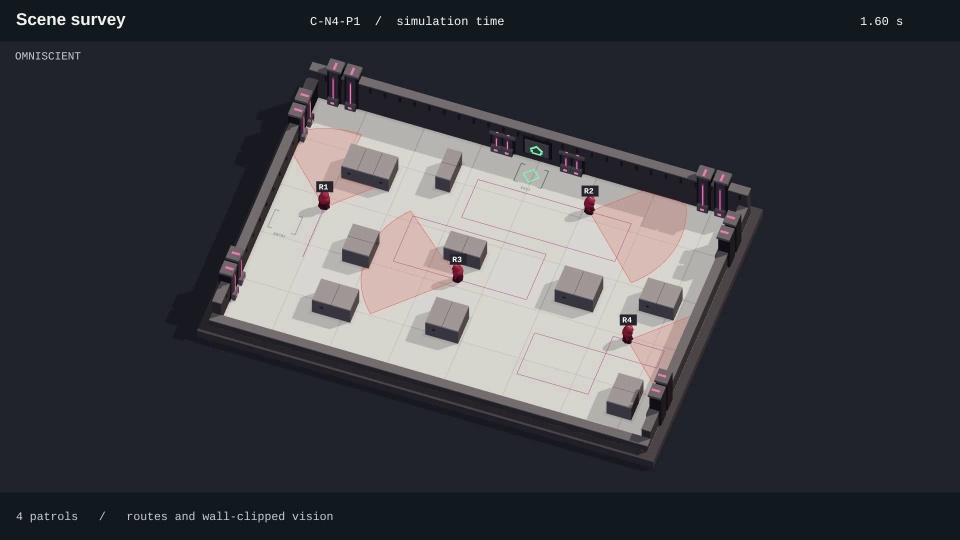 Scene survey
C-N4-P1 / simulation time
1.60 s
OMNISCIENT
R1
R2
R3
R4
4 patrols / routes and wall-clipped vision